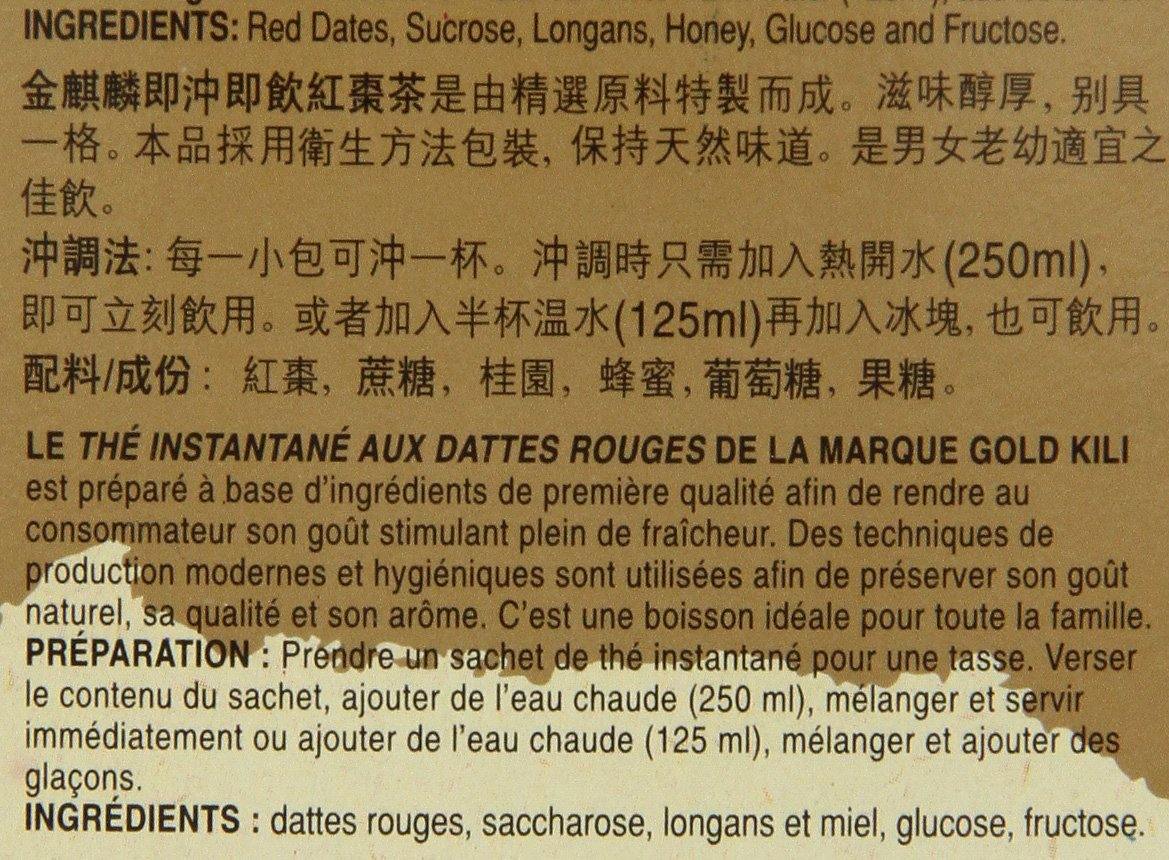 INGREDIENTS: Red Dates, Sucrose, Longans, Honey, Glucose and Fructose.
金麒麟即沖即飲紅棗茶是由精選原料特製而成。滋味醇厚，别具
一格。本品採用衛生方法包裝，保持天然味道。是男女老幼適宜之
佳飲。
沖調法: 每一小包可沖一杯。沖調時只需加入熱開水(250ml)，
即可立刻飲用。或者加入半杯温水(125ml)再加入冰塊，也可飲用。
配料/成份：紅棗，蔗糖，桂園，蜂蜜，葡萄糖，果糖。
LE THÉ INSTANTANÉ AUX DATTES ROUGES DE LA MARQUE GOLD KILI
est préparé à base d'ingrédients de première qualité afin de rendre au
consommateur son goût stimulant plein de fraîcheur. Des techniques de
production modernes et hygiéniques sont utilisées afin de préserver son goût
naturel, sa qualité et son arôme. C'est une boisson idéale pour toute la famille.
PRÉPARATION : Prendre un sachet de thé instantané pour une tasse. Verser
le contenu du sachet, ajouter de l'eau chaude (250 ml), mélanger et servir
immédiatement ou ajouter de l'eau chaude (125 ml), mélanger et ajouter des
glaçons.
INGRÉDIENTS : dattes rouges, saccharose, longans et miel, glucose, fructose.